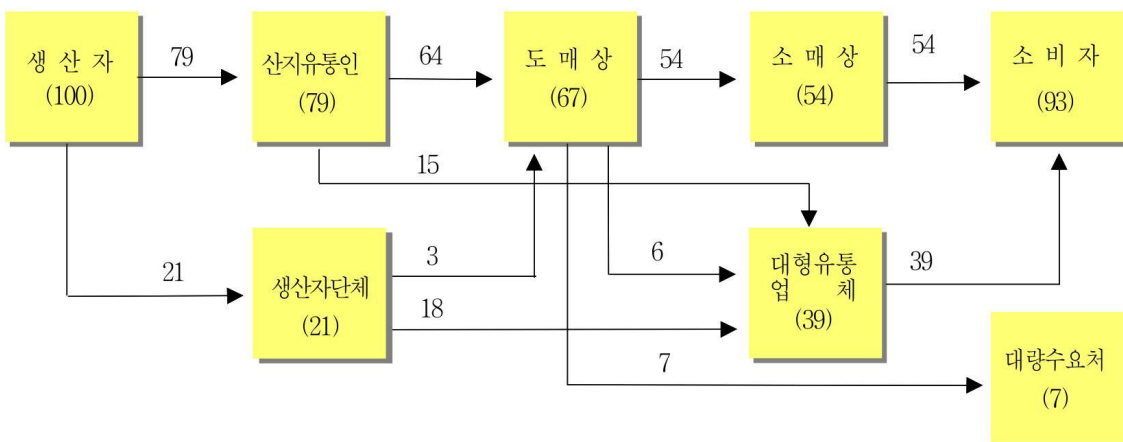 생 산 자
(100)
79
산지유통인
(79)
64
도 매 상
(67)
54
소 매 상
(54)
54
소 비 자
(93)
15
21
생산자단체
(21)
3
18
6
대형유통
업 체
(39)
39
7
대량수요처
(7)